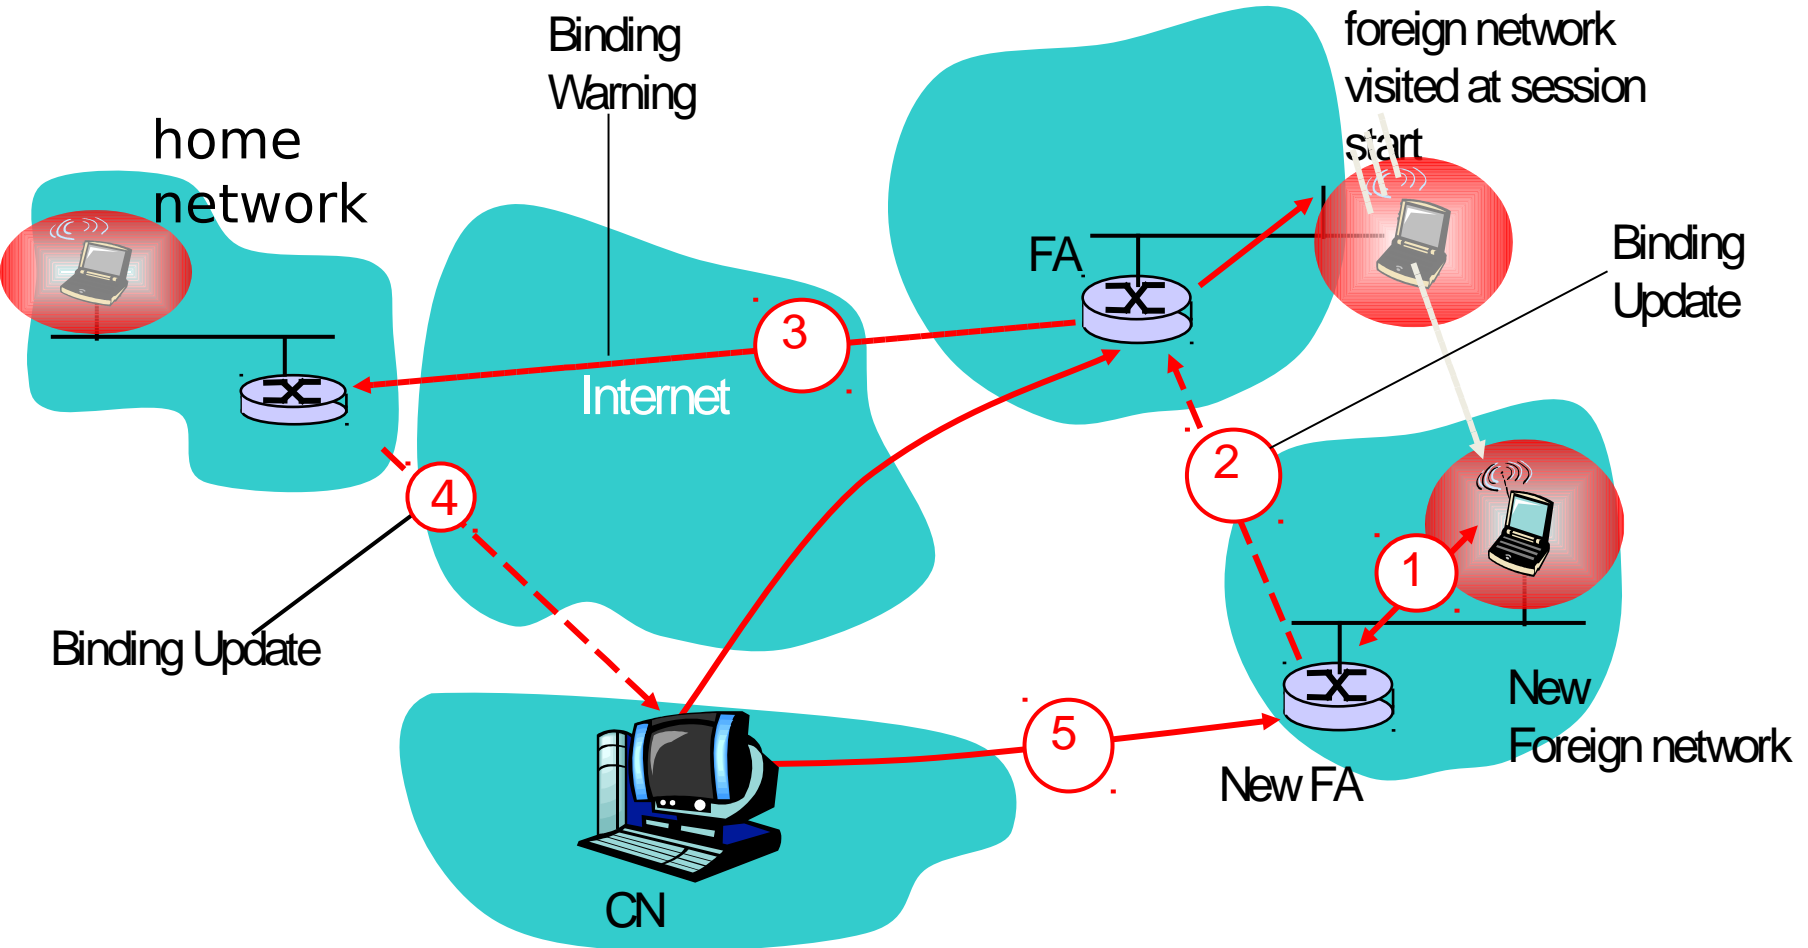 Binding
Warning
foreign network
visited at session
start
home
network
FA
Binding
Update
3
Internet
2
4
1
Binding Update
New
Foreign network
5
New FA
CN